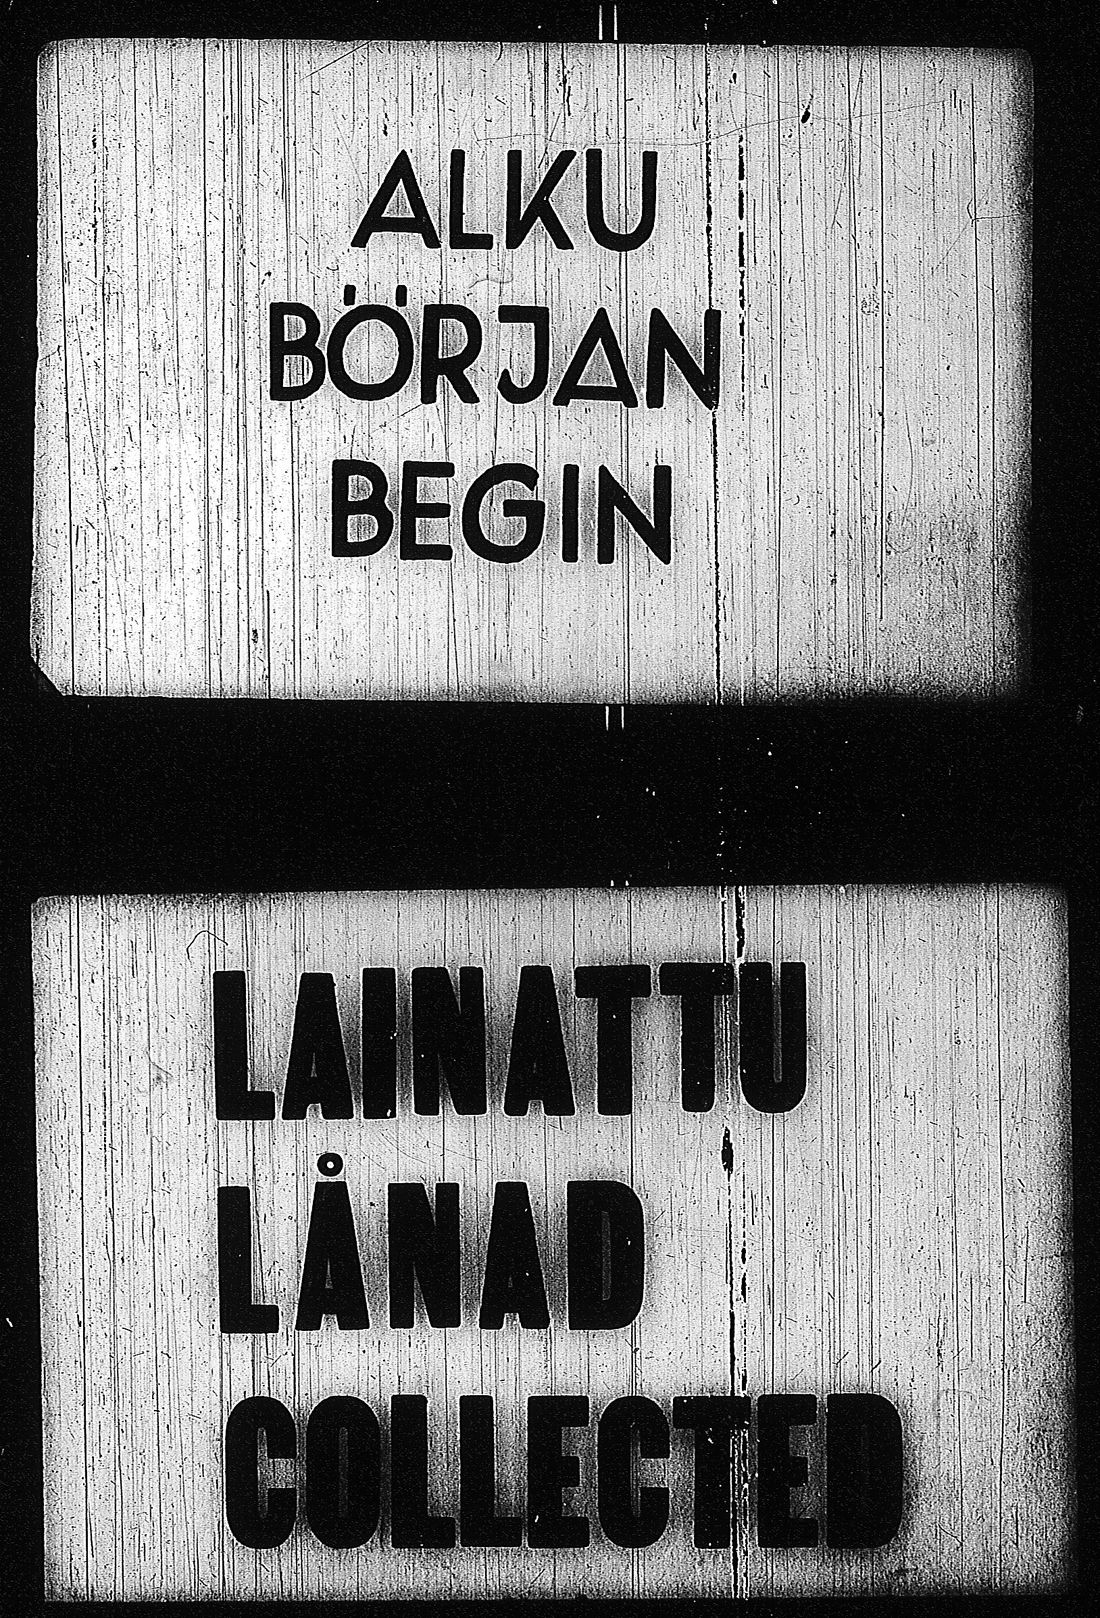 ALKU
BÖRJAN
BEGIN
LAINATTU
LÅNAD
COLLECTED